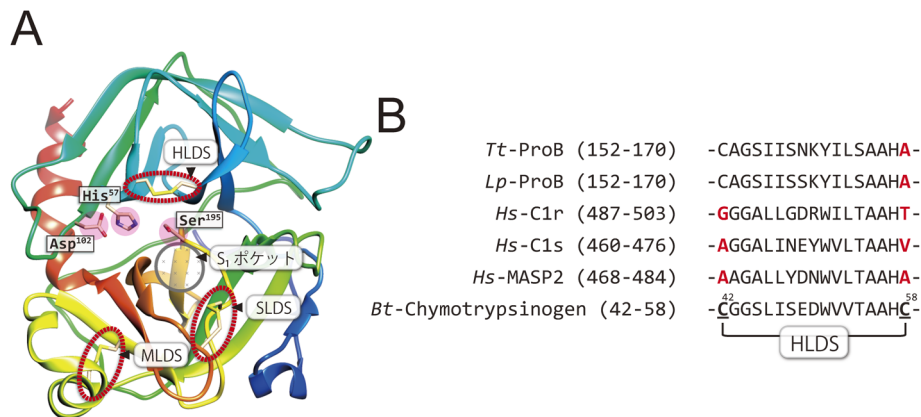 A
HLDS
His57
Ser195
Asp102
S1 ポケット
SLDS
MLDS
B
Tt-ProB (152-170) -CAGSIISNKYILSAAHA-
Lp-ProB (152-170) -CAGSIISSKYILSAAHA-
Hs-C1r (487-503) -GGGALLGDRWILTAAHT-
Hs-C1s (460-476) -AGGALINEYWVLTAAHV-
Hs-MASP2 (468-484) -AAGALLYDNWVLTAAHA-
42 58
Bt-Chymotrypsinogen (42-58) -CGGSLISEDWVVTAAHC-
HLDS